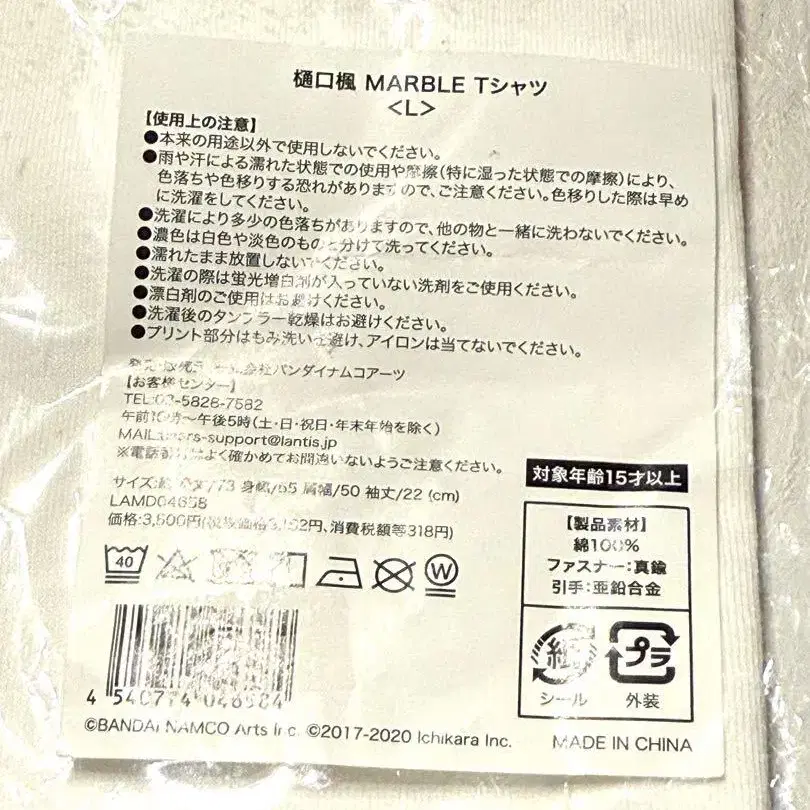 樋口楓 MARBLE Tシャツ
<L>
【使用上の注意】
●本来の用途以外で使用しないでください。
●雨や汗による濡れた状態での使用や摩擦(特に湿った状態での摩擦)により、
色落ちや色移りする恐れがありますので、ご注意ください。色移りした際は早め
に洗濯をしてください。
●洗濯により多少の色落ちがありますので、他の物と一緒に洗わないでください。
●濃色は白色や淡色のものと分けて洗ってください。
●濡れたまま放置しないでください。
●洗濯の際は蛍光増白剤が入っていない洗剤をご使用ください。
●漂白剤のご使用はお避けください。
●洗濯後のタンブラー乾燥はお避けください。
●プリント部分はもみ洗いを避け、アイロンは当てないでください。
発売・販売元 株式会社バンダイナムコアーツ
【お客様センター】
TEL:03-5828-7582
午前10時〜午後5時(土・日・祝日・年末年始を除く)
-support@lantis.jp
※電話番号はよく確かめてお間違いないようご注意ください。
/73 身幅/55 肩幅/50 袖丈/22 (cm)
LAMD04658
価格:3,500円(税抜価格3,182円、消費税額等318円)
対象年齢15才以上
【製品素材】
綿100%
ファスナー:真鍮
引手:亜鉛合金
40
W
紙
プラ
シール
外装
4 540774 046584
©BANDAI NAMCO Arts Inc. ©2017-2020 Ichikara Inc.
MADE IN CHINA